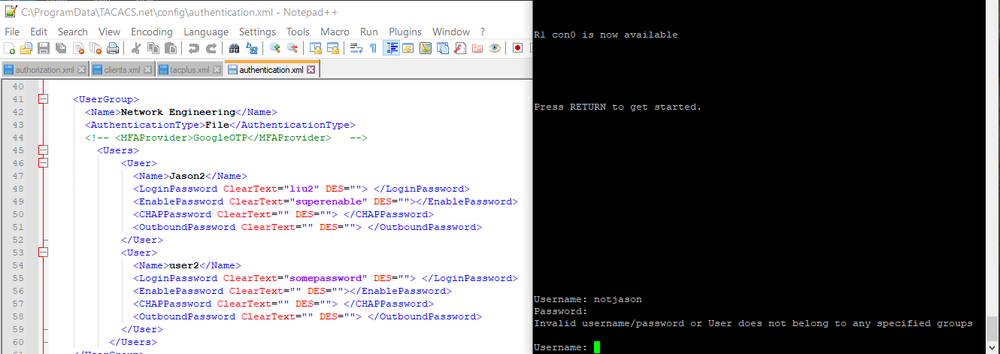 C:\ProgramData\TACACS.net\config\authentication.xml - Notepad++
File Edit Search View Encoding Language Settings Tools Macro Run Plugins Window ?
authorization.xml clients.xml tacplus.xml authentication.xml
40
41 <UserGroup>
42 <Name>Network Engineering</Name>
43 <AuthenticationType>File</AuthenticationType>
44 <!-- <MFAProvider>GoogleOTP</MFAProvider> -->
45 <Users>
46 <User>
47 <Name>Jason2</Name>
48 <LoginPassword ClearText="liu2" DES=""> </LoginPassword>
49 <EnablePassword ClearText="superenable" DES=""></EnablePassword>
50 <CHAPPassword ClearText="" DES=""> </CHAPPassword>
51 <OutboundPassword ClearText="" DES=""> </OutboundPassword>
52 </User>
53 <User>
54 <Name>user2</Name>
55 <LoginPassword ClearText="somepassword" DES=""> </LoginPassword>
56 <EnablePassword ClearText="" DES=""></EnablePassword>
57 <CHAPPassword ClearText="" DES=""> </CHAPPassword>
58 <OutboundPassword ClearText="" DES=""> </OutboundPassword>
59 </User>
60 </Users>
61 </UserGroup>
R1 con0 is now available
Press RETURN to get started.
Username: notjason
Password:
Invalid username/password or User does not belong to any specified groups
Username: